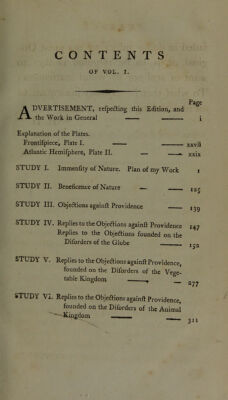 CONTENTS
OF VOL. I.
Page
ADVERTISEMENT, respecting this Edition, and
the Work in General —— —— i
Explanation of the Plates.
Frontispiece, Plate I. —— —— xxvii
Atlantic Hemisphere, Plate II. — —— xxix
STUDY I. Immensity of Nature. Plan of my Work 1
STUDY II. Beneficence of Nature — —— 105
STUDY III. Objections against Providence —— 139
STUDY IV. Replies to the Objections against Providence 147
Replies to the Objections founded on the
Disorders of the Globe —— 152
STUDY V. Replies to the Objections against Providence,
founded on the Disorders of the Vege-
table Kingdom —— — 277
STUDY VI. Replies to the Objections against Providence,
founded on the Disorders of the Animal
Kingdom —— — 311